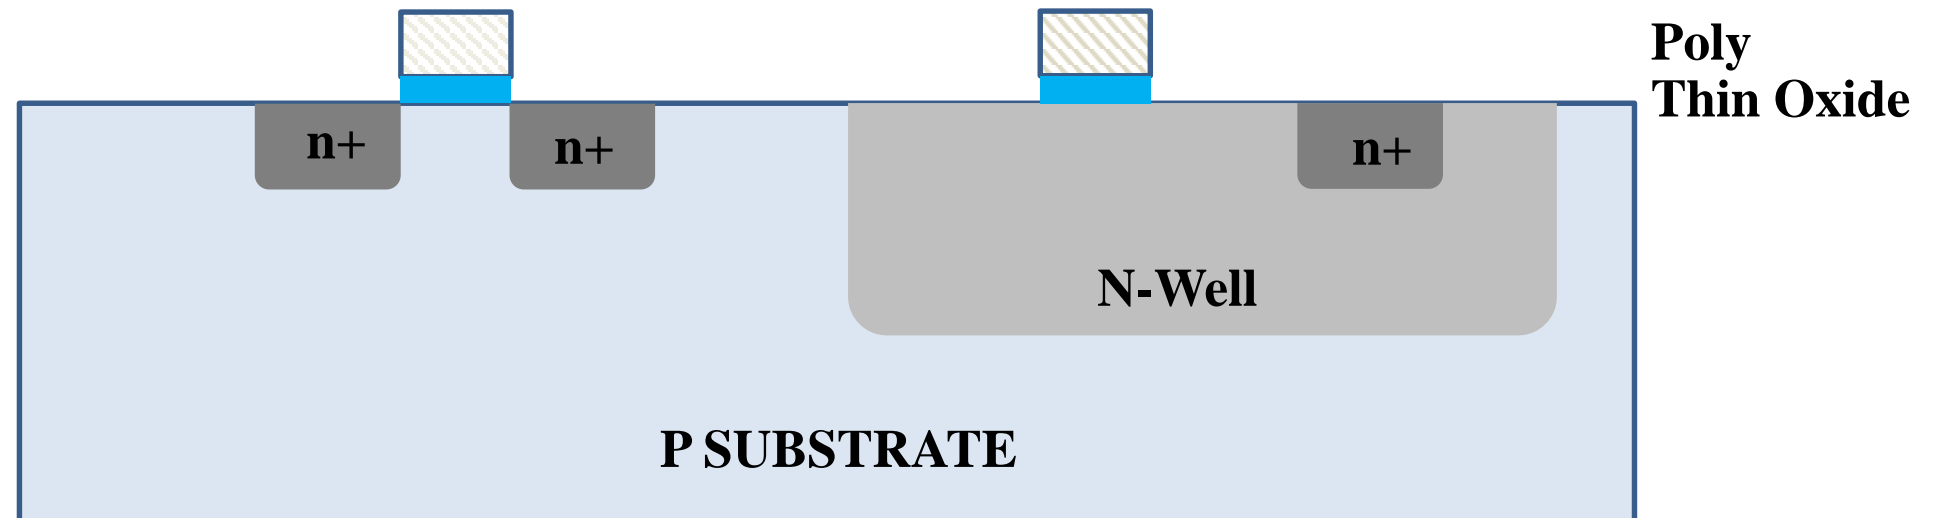 Poly
Thin Oxide
n+
n+
n+
N-Well
P SUBSTRATE